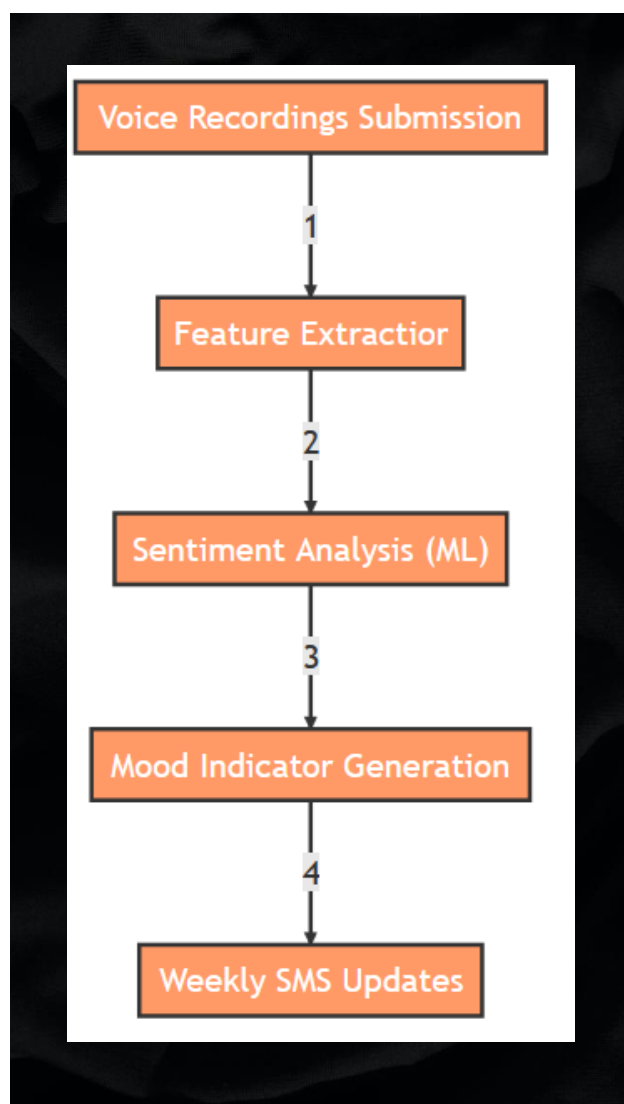 Voice Recordings Submission
1
Feature Extractior
2
Sentiment Analysis (ML)
3
Mood Indicator Generation
4
Weekly SMS Updates